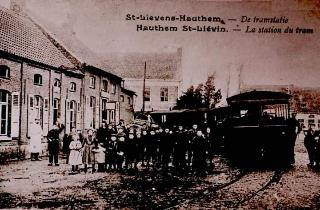 St-Lievens-Hauthem. — De tramstatie
Hauthem St-Liévin. — La station du tram